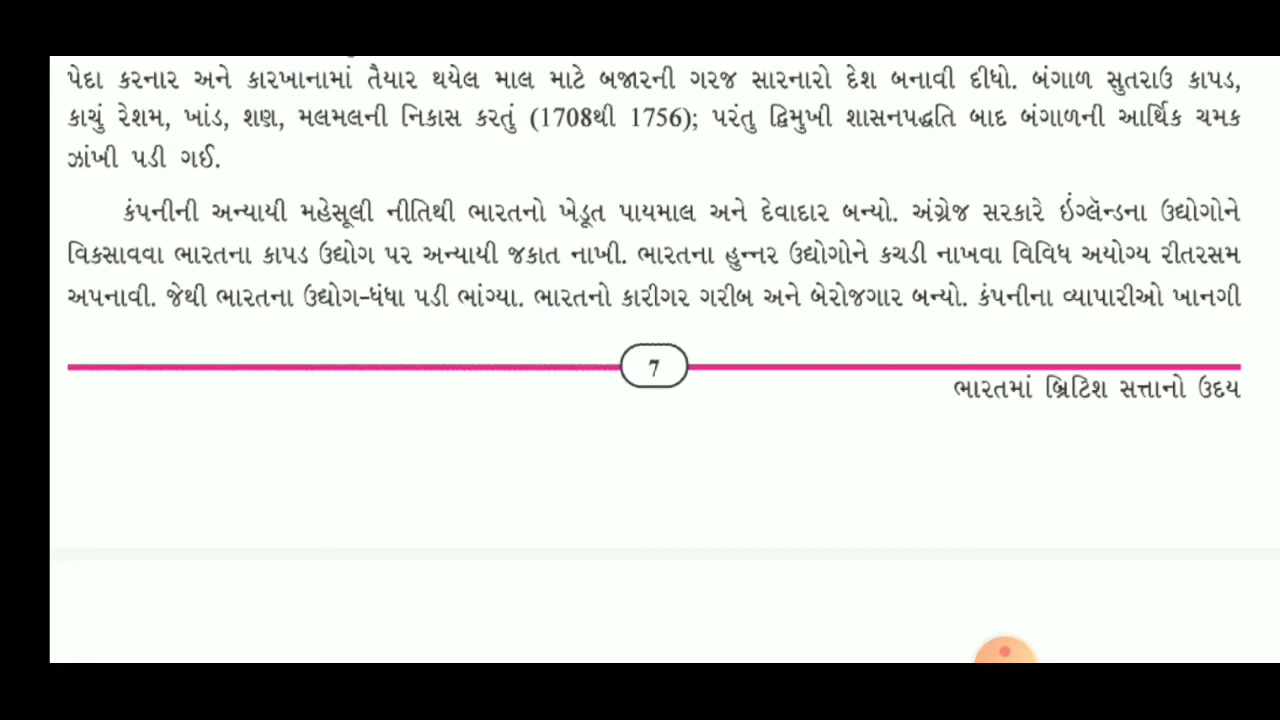 પેદા કરનાર અને કારખાનામાં તૈયાર થયેલ માલ માટે બજારની ગરજ સારનારો દેશ બનાવી દીધો. બંગાળ સુતરાઉ કાપડ,
કાચું રેશમ, ખાંડ, શણ, મલમલની નિકાસ કરતું (1708થી 1756); પરંતુ દ્વિમુખી શાસનપદ્ધતિ બાદ બંગાળની આર્થિક ચમક
ઝાંખી પડી ગઈ.
કંપનીની અન્યાયી મહેસૂલી નીતિથી ભારતનો ખેડૂત પાયમાલ અને દેવાદાર બન્યો. અંગ્રેજ સરકારે ઇંગ્લૅન્ડના ઉદ્યોગોને
વિકસાવવા ભારતના કાપડ ઉદ્યોગ પર અન્યાયી જકાત નાખી. ભારતના હુન્નર ઉદ્યોગોને કચડી નાખવા વિવિધ અયોગ્ય રીતરસમ
અપનાવી. જેથી ભારતના ઉદ્યોગ-ધંધા પડી ભાંગ્યા. ભારતનો કારીગર ગરીબ અને બેરોજગાર બન્યો. કંપનીના વ્યાપારીઓ ખાનગી
7
ભારતમાં બ્રિટિશ સત્તાનો ઉદય